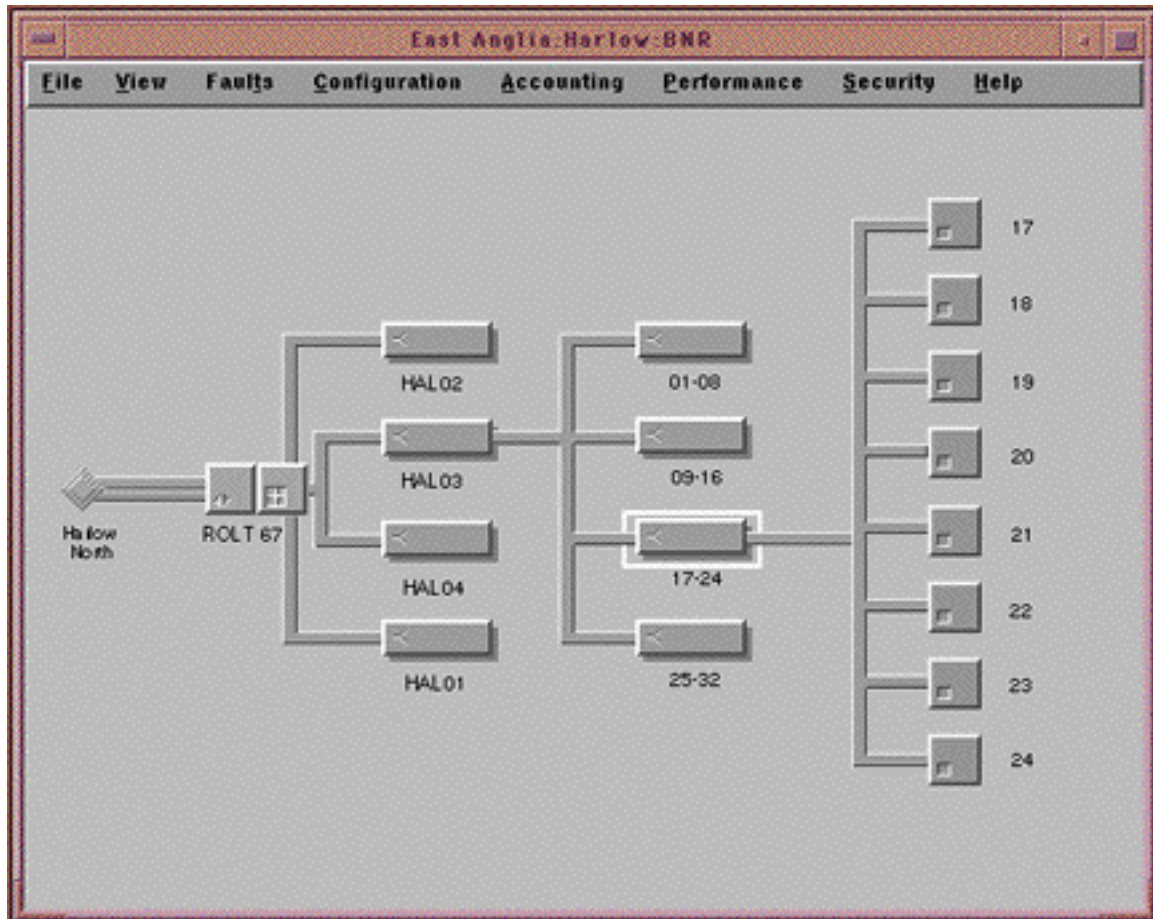 East Anglia:Harlow:BNR
File View Faults Configuration Accounting Performance Security Help
17
18
19
20
21
22
23
24
HAL02
HAL03
HAL04
HAL01
01-08
09-16
17-24
25-32
Hallow
North
ROLT 67